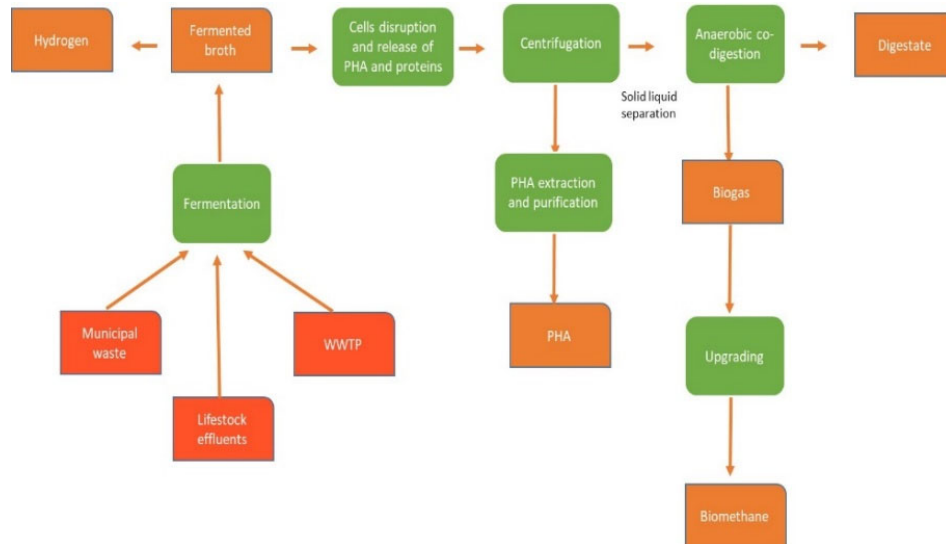 Hydrogen
Fermented
broth
Cells disruption
and release of
PHA and proteins
Centrifugation
Anaerobic co-
digestion
Digestate
Solid liquid
separation
Fermentation
PHA extraction
and purification
Biogas
Municipal
waste
WWTP
PHA
Upgrading
Lifestock
effluents
Biomethane